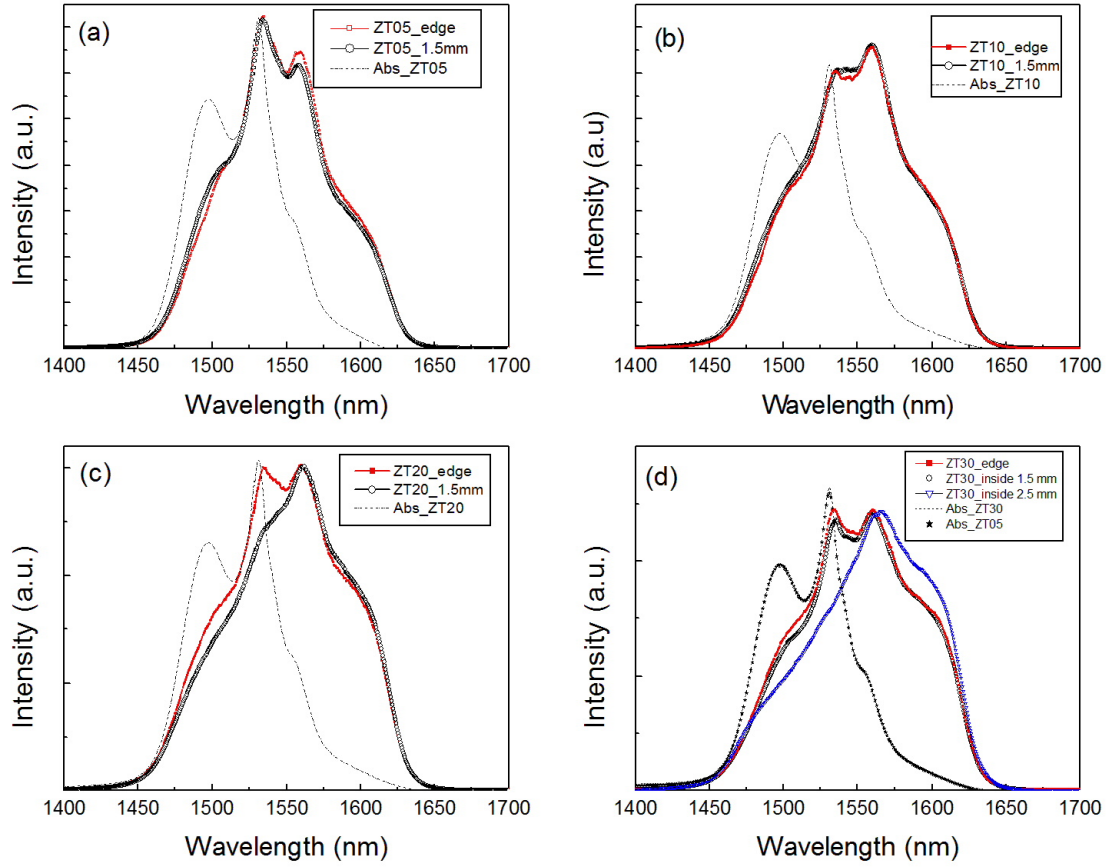 (a)
ZT05_edge
ZT05_1.5mm
Abs_ZT05
Intensity (a.u.)
1400 1450 1500 1550 1600 1650 1700
Wavelength (nm)
(b)
ZT10_edge
ZT10_1.5mm
Abs_ZT10
Intensity (a.u)
1400 1450 1500 1550 1600 1650 1700
Wavelength (nm)
(c)
ZT20_edge
ZT20_1.5mm
Abs_ZT20
Intensity (a.u.)
1400 1450 1500 1550 1600 1650 1700
Wavelength (nm)
(d)
ZT30_edge
ZT30_inside 1.5 mm
ZT30_inside 2.5 mm
Abs_ZT30
Abs_ZT05
Intensity (a.u.)
1400 1450 1500 1550 1600 1650 1700
Wavelength (nm)